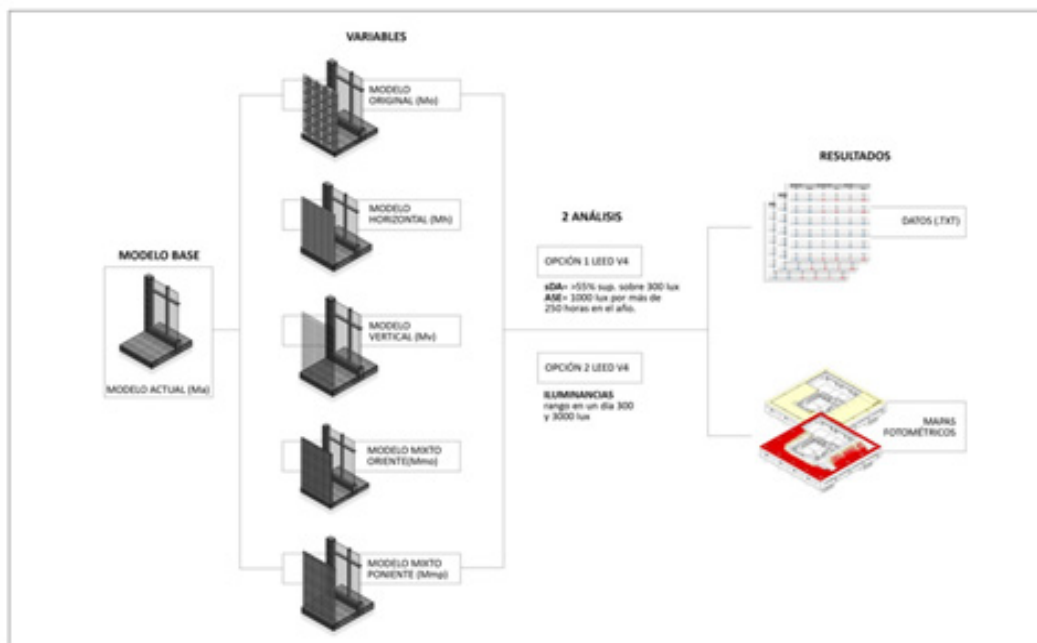 VARIABLES
MODELO
ORIGINAL (Mo)
MODELO
HORIZONTAL (Mh)
MODELO BASE
MODELO ACTUAL (Ma)
MODELO
VERTICAL (Mv)
MODELO MIXTO
ORIENTE(Mmo)
MODELO MIXTO
PONIENTE (Mmp)
2 ANÁLISIS
OPCIÓN 1 LEED V4
sDA= >55% sup. sobre 300 lux
ASE= 1000 lux por más de
250 horas en el año.
OPCIÓN 2 LEED V4
ILUMINANCIAS
rango en un día 300
y 3000 lux
RESULTADOS
DATOS (.TXT)
MAPAS
FOTOMÉTRICOS